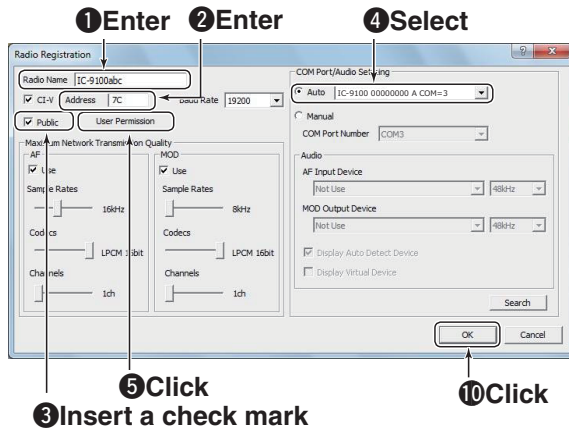 ❶Enter ❷Enter ❹Select
Radio Registration
Radio Name IC-9100abc
CI-V Address 7C Baud Rate 19200
Public User Permission
Maximum Network Transmission Quality
AF
Use
Sample Rates
16kHz
Codecs
LPCM 16bit
Channels
1ch
MOD
Use
Sample Rates
8kHz
Codecs
LPCM 16bit
Channels
1ch
COM Port/Audio Setting
Auto IC-9100 00000000 A COM=3
Manual
COM Port Number COM3
Audio
AF Input Device
Not Use 48kHz
MOD Output Device
Not Use 48kHz
Display Auto Detect Device
Display Virtual Device
Search
OK Cancel
❺Click
❿Click
❸Insert a check mark